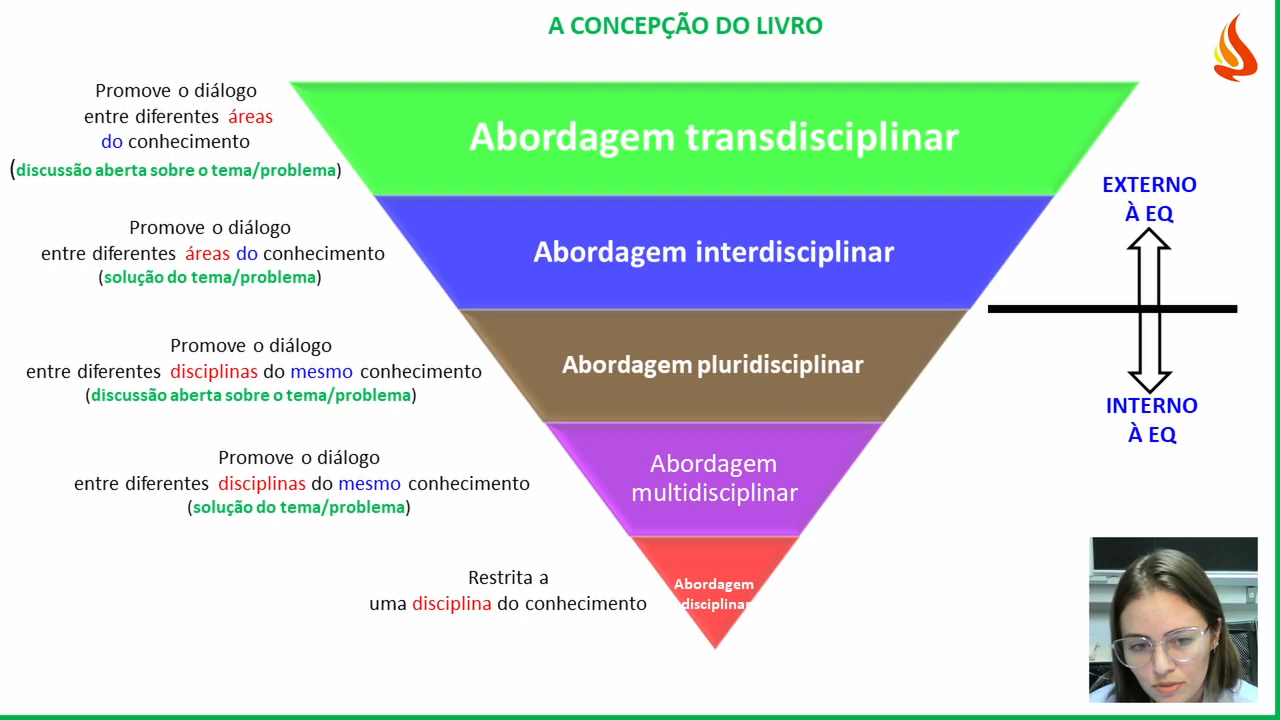 A CONCEPÇÃO DO LIVRO
Promove o diálogo
entre diferentes áreas
do conhecimento
(discussão aberta sobre o tema/problema)
Abordagem transdisciplinar
Promove o diálogo
entre diferentes áreas do conhecimento
(solução do tema/problema)
Abordagem interdisciplinar
Promove o diálogo
entre diferentes disciplinas do mesmo conhecimento
(discussão aberta sobre o tema/problema)
Abordagem pluridisciplinar
Promove o diálogo
entre diferentes disciplinas do mesmo conhecimento
(solução do tema/problema)
Abordagem
multidisciplinar
Restrita a
uma disciplina do conhecimento
Abordagem
disciplinar
EXTERNO
À EQ
INTERNO
À EQ